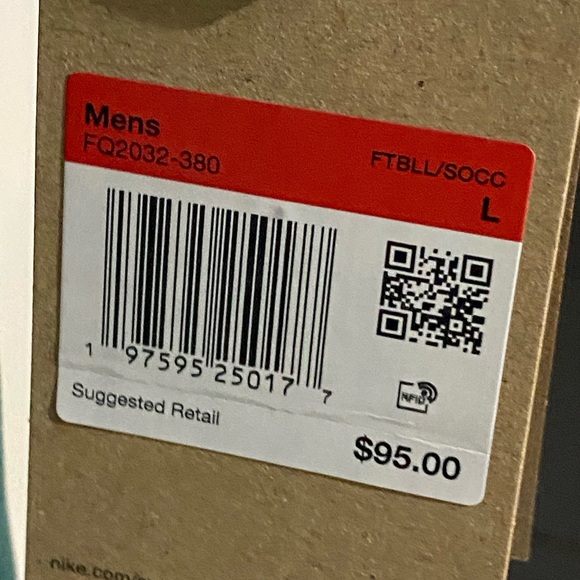 Mens
FQ2032-380
FTBLL/SOCC
L
1 97595 25017 7
RFID
Suggested Retail
$95.00
nike.com/